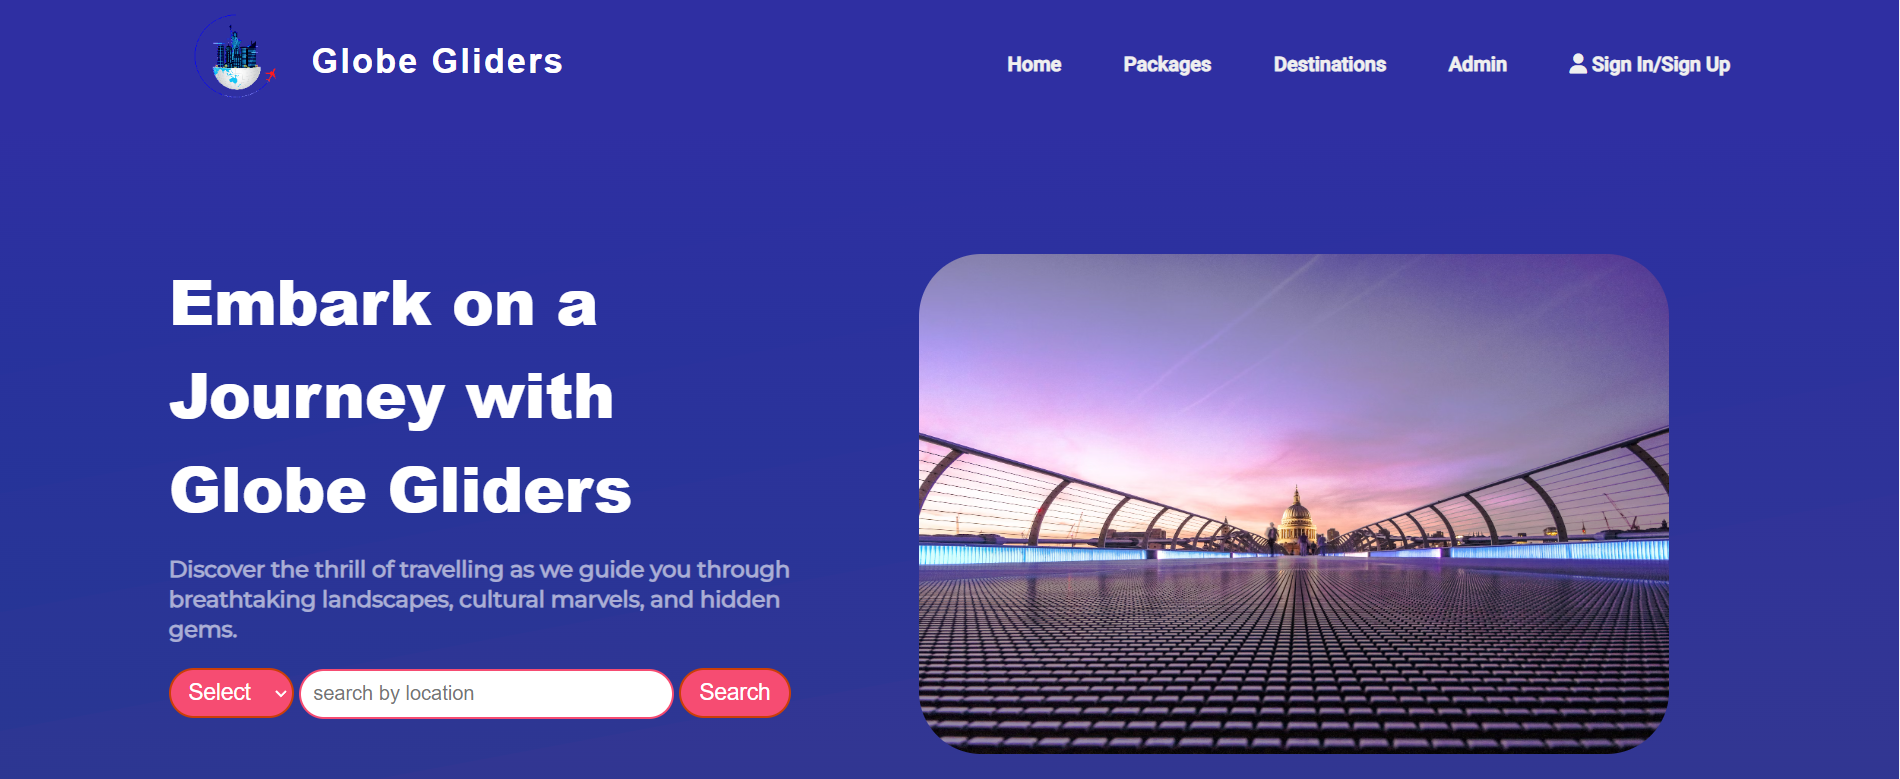 Globe Gliders
Home Packages Destinations Admin Sign In/Sign Up
Embark on a
Journey with
Globe Gliders
Discover the thrill of travelling as we guide you through
breathtaking landscapes, cultural marvels, and hidden
gems.
Select search by location Search